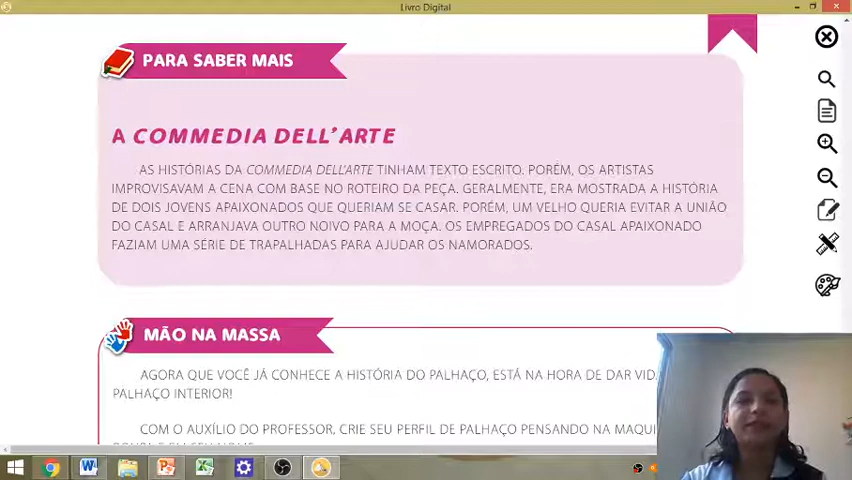 Livro Digital
PARA SABER MAIS
A COMMEDIA DELL'ARTE
AS HISTÓRIAS DA COMMEDIA DELL'ARTE TINHAM TEXTO ESCRITO. PORÉM, OS ARTISTAS
IMPROVISAVAM A CENA COM BASE NO ROTEIRO DA PEÇA. GERALMENTE, ERA MOSTRADA A HISTÓRIA
DE DOIS JOVENS APAIXONADOS QUE QUERIAM SE CASAR. PORÉM, UM VELHO QUERIA EVITAR A UNIÃO
DO CASAL E ARRANJAVA OUTRO NOIVO PARA A MOÇA. OS EMPREGADOS DO CASAL APAIXONADO
FAZIAM UMA SÉRIE DE TRAPALHADAS PARA AJUDAR OS NAMORADOS.
MÃO NA MASSA
AGORA QUE VOCÊ JÁ CONHECE A HISTÓRIA DO PALHAÇO, ESTÁ NA HORA DE DAR VID
PALHAÇO INTERIOR!
COM O AUXÍLIO DO PROFESSOR, CRIE SEU PERFIL DE PALHAÇO PENSANDO NA MAQUI